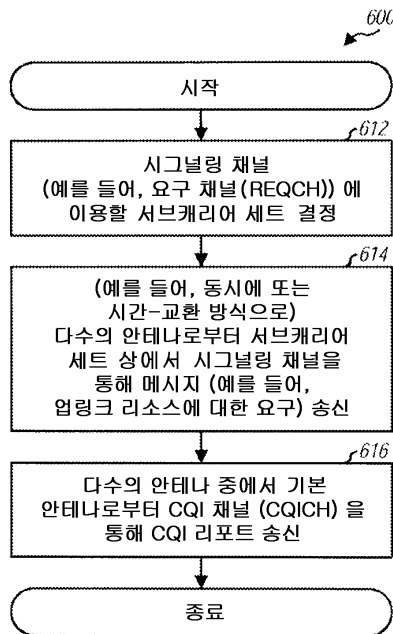 600
시작
612
시그널링 채널
(예를 들어, 요구 채널(REQCH)) 에
이용할 서브캐리어 세트 결정
614
(예를 들어, 동시에 또는
시간-교환 방식으로)
다수의 안테나로부터 서브캐리어
세트 상에서 시그널링 채널을
통해 메시지 (예를 들어,
업링크 리소스에 대한 요구) 송신
616
다수의 안테나 중에서 기본
안테나로부터 CQI 채널 (CQICH) 을
통해 CQI 리포트 송신
종료